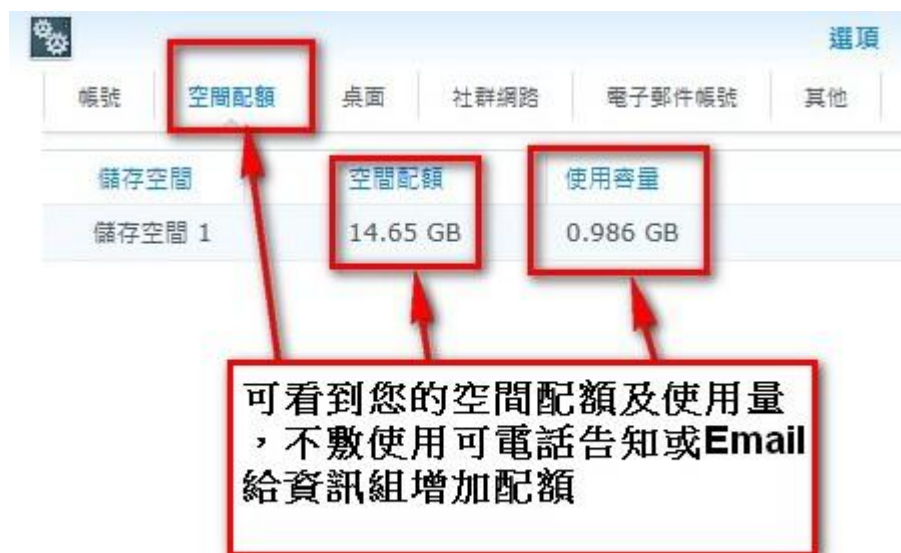 選項
帳號 空間配額 桌面 社群網路 電子郵件帳號 其他
儲存空間 空間配額 使用容量
儲存空間 1 14.65 GB 0.986 GB
可看到您的空間配額及使用量
，不敷使用可電話告知或Email
給資訊組增加配額